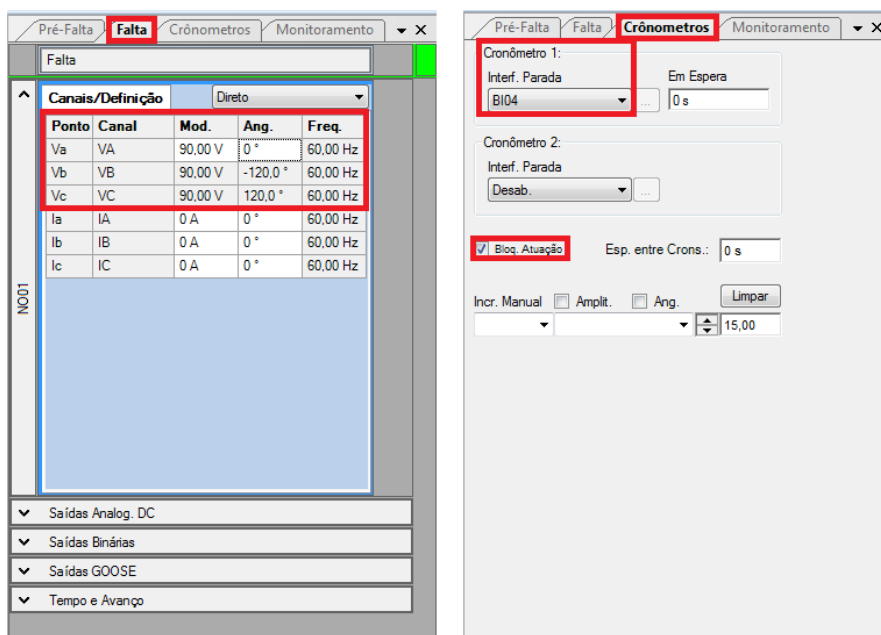 Pré-Falta Falta Crônometros Monitoramento
Falta
Canais/Definição Direto
Ponto Canal Mod. Ang. Freq.
Va VA 90,00 V 0 ° 60,00 Hz
Vb VB 90,00 V -120,0 ° 60,00 Hz
Vc VC 90,00 V 120,0 ° 60,00 Hz
Ia IA 0 A 0 ° 60,00 Hz
Ib IB 0 A 0 ° 60,00 Hz
Ic IC 0 A 0 ° 60,00 Hz
NO01
Saídas Analog. DC
Saídas Binárias
Saídas GOOSE
Tempo e Avanço
Pré-Falta Falta Crônometros Monitoramento
Cronômetro 1:
Interf. Parada Em Espera
BI04 ... 0 s
Cronômetro 2:
Interf. Parada
Desab. ...
Bloq. Atuação Esp. entre Crons.: 0 s
Incr. Manual Amplit. Ang. Limpar
15,00